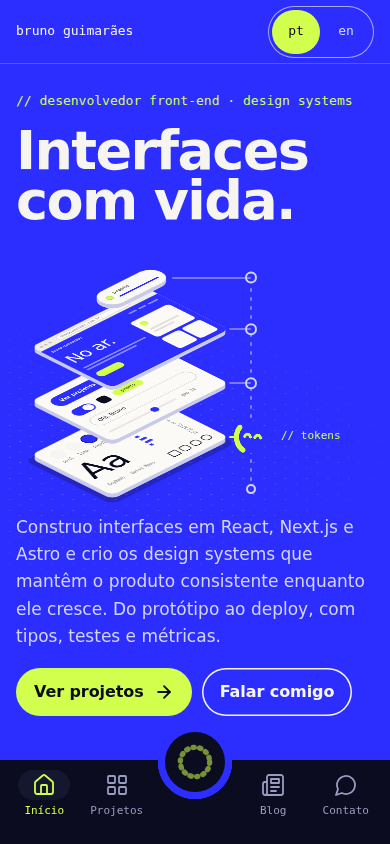 bruno guimarães
pt
en
// desenvolvedor front-end · design systems
Interfaces
com vida.
No ar.
Ver projetos
Aa
// tokens
Construo interfaces em React, Next.js e
Astro e crio os design systems que
mantêm o produto consistente enquanto
ele cresce. Do protótipo ao deploy, com
tipos, testes e métricas.
Ver projetos
Falar comigo
Início
Projetos
Blog
Contato